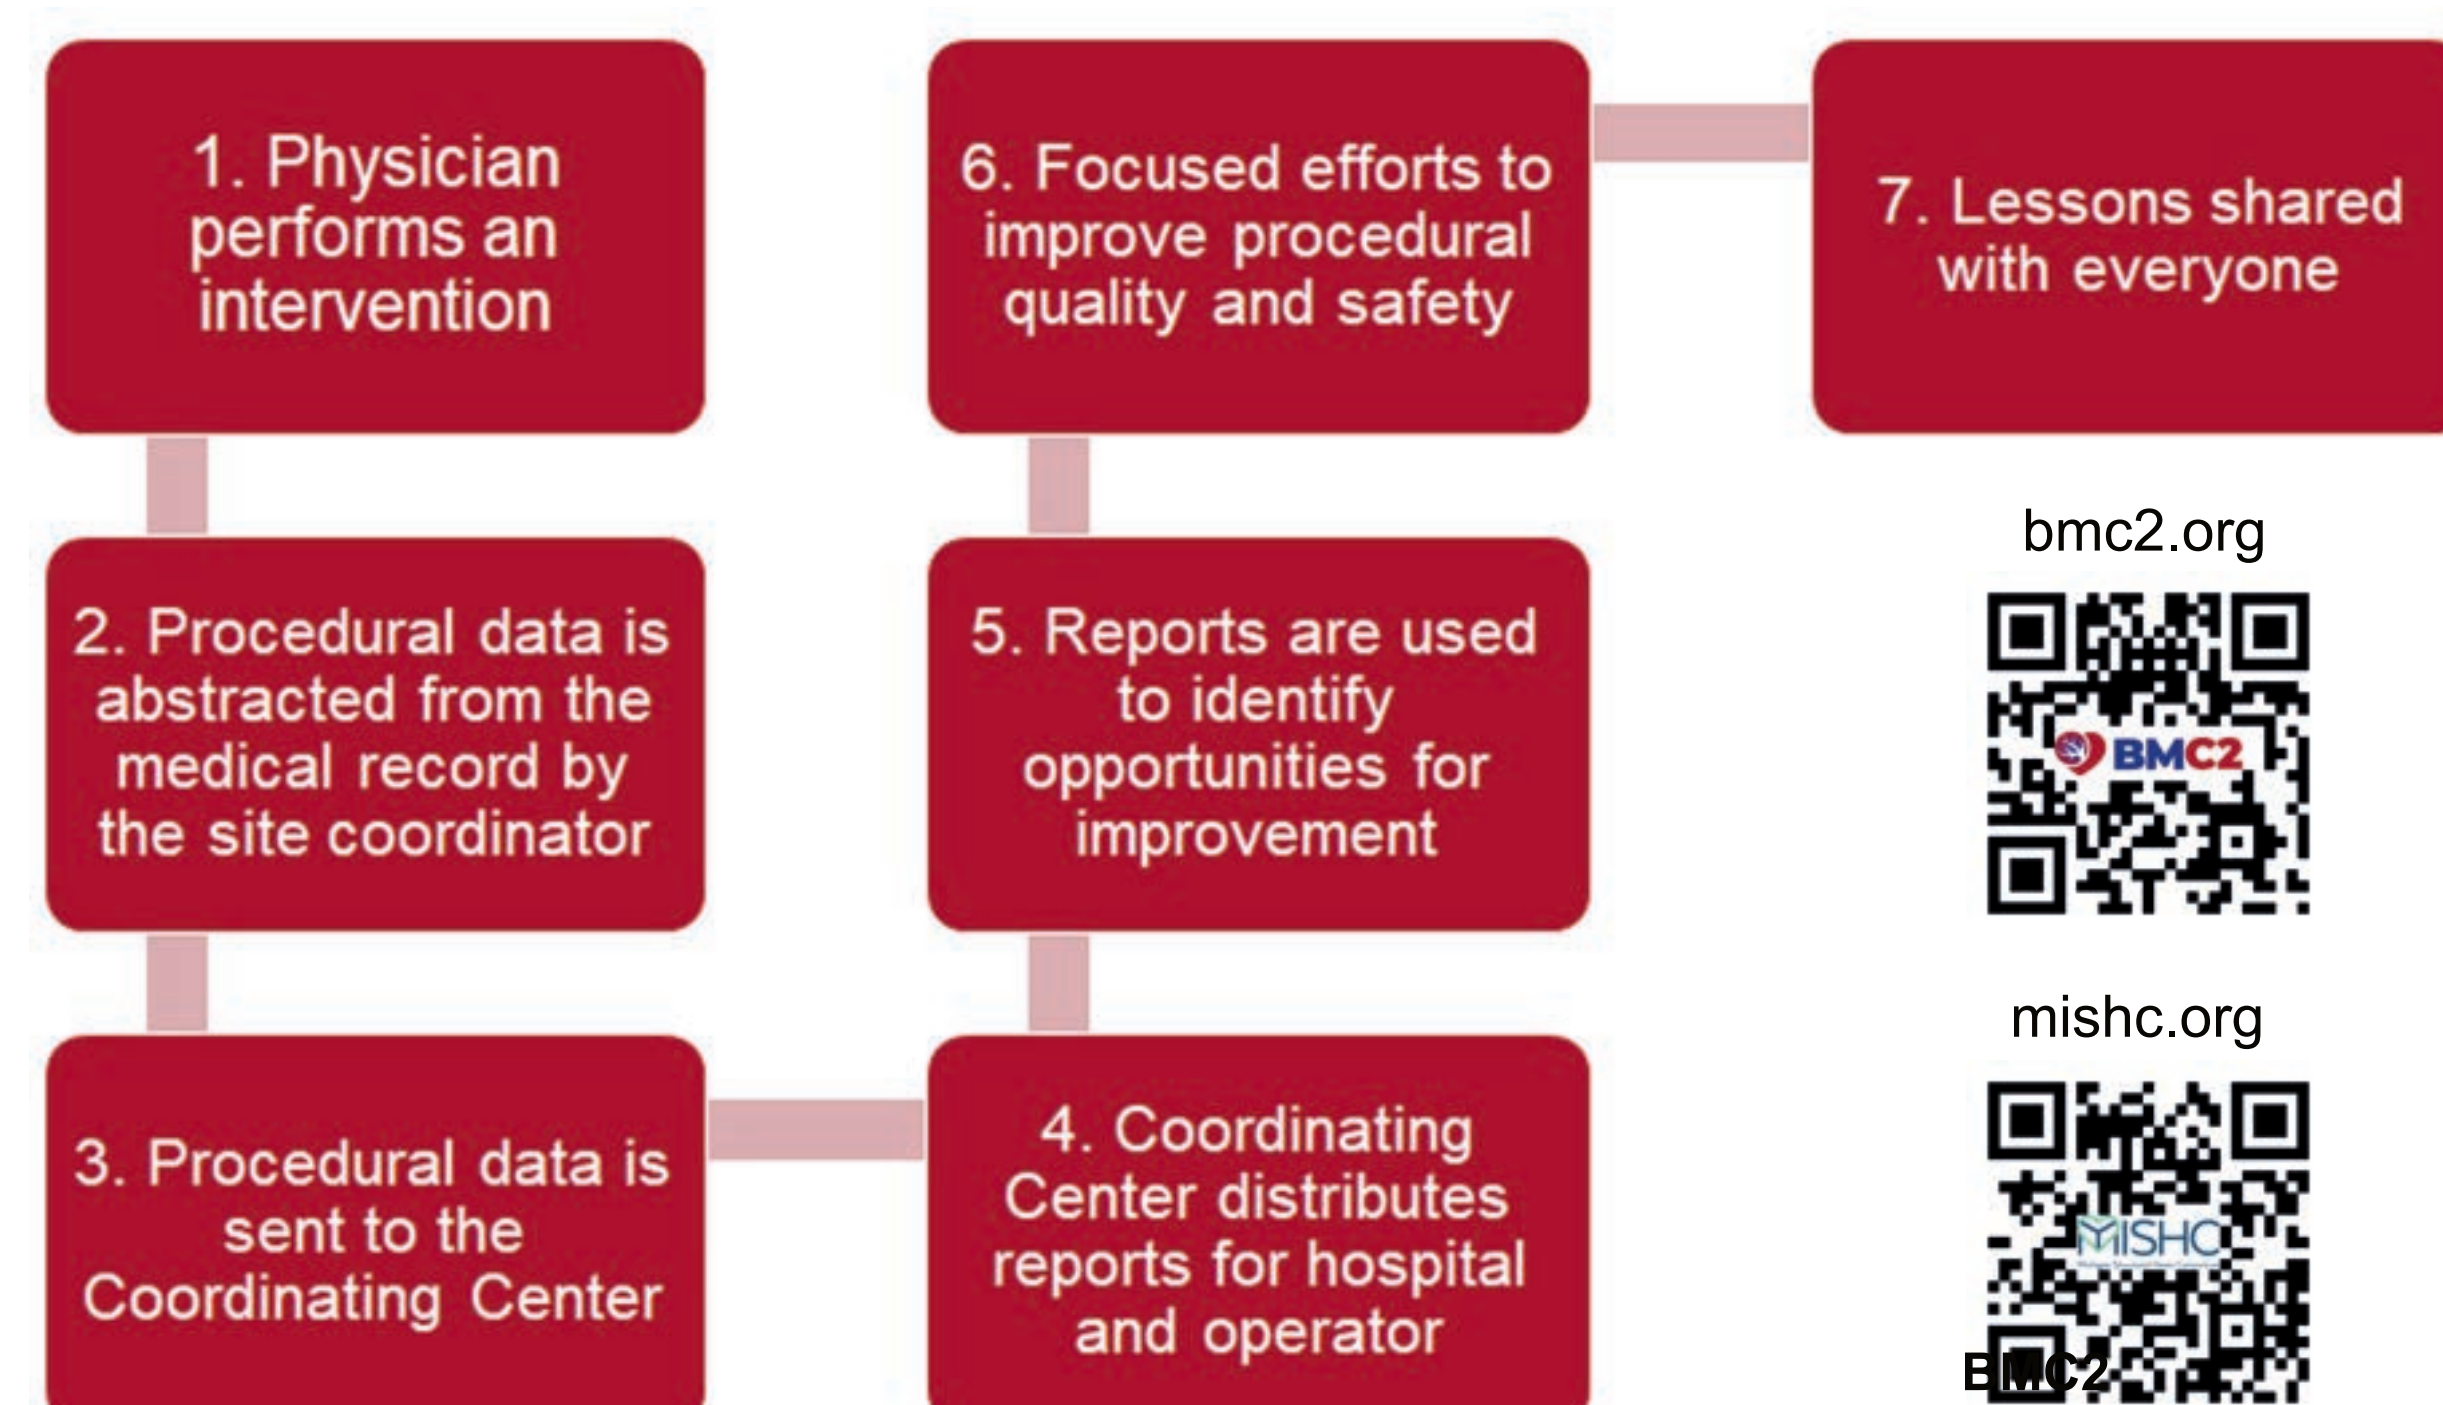 1. Physician
performs an
intervention
2. Procedural data is
abstracted from the
medical record by
the site coordinator
3. Procedural data is
sent to the
Coordinating Center
4. Coordinating
Center distributes
reports for hospital
and operator
5. Reports are used
to identify
opportunities for
improvement
6. Focused efforts to
improve procedural
quality and safety
7. Lessons shared
with everyone
bmc2.org
BMC2
mishc.org
MISHC
BMC2